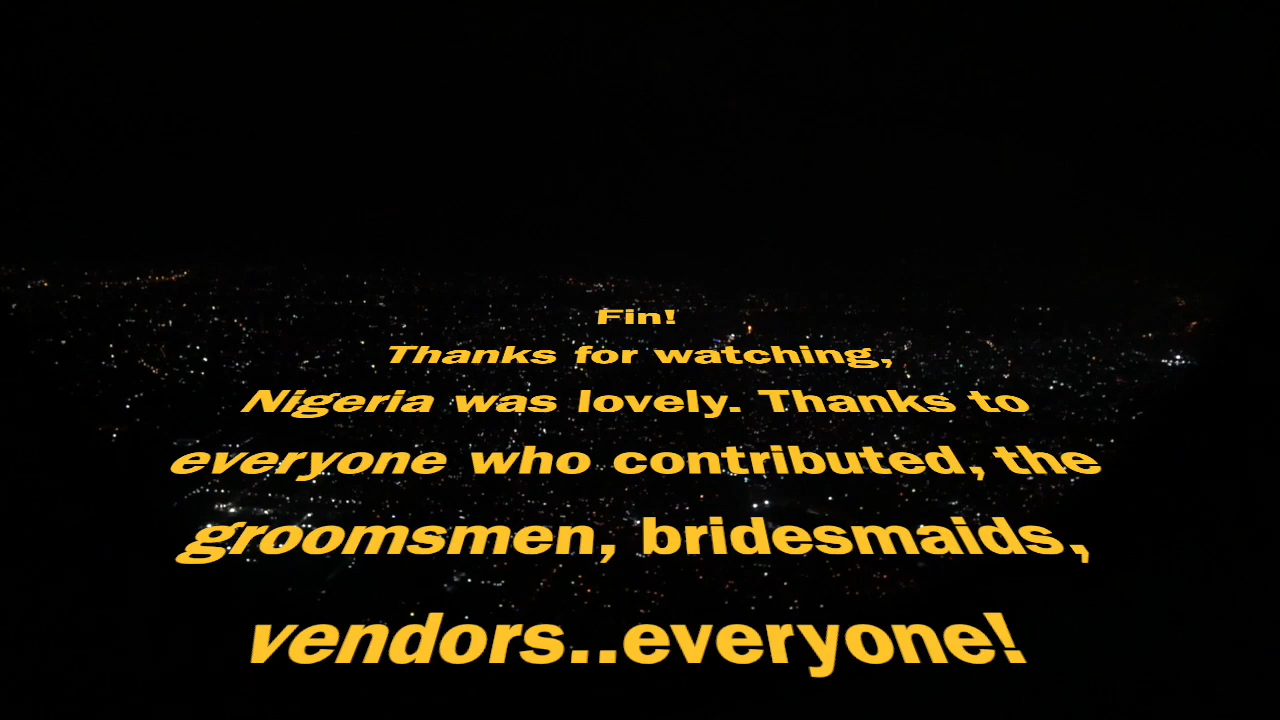 Fin!
Thanks for watching,
Nigeria was lovely. Thanks to
everyone who contributed, the
groomsmen, bridesmaids,
vendors..everyone!